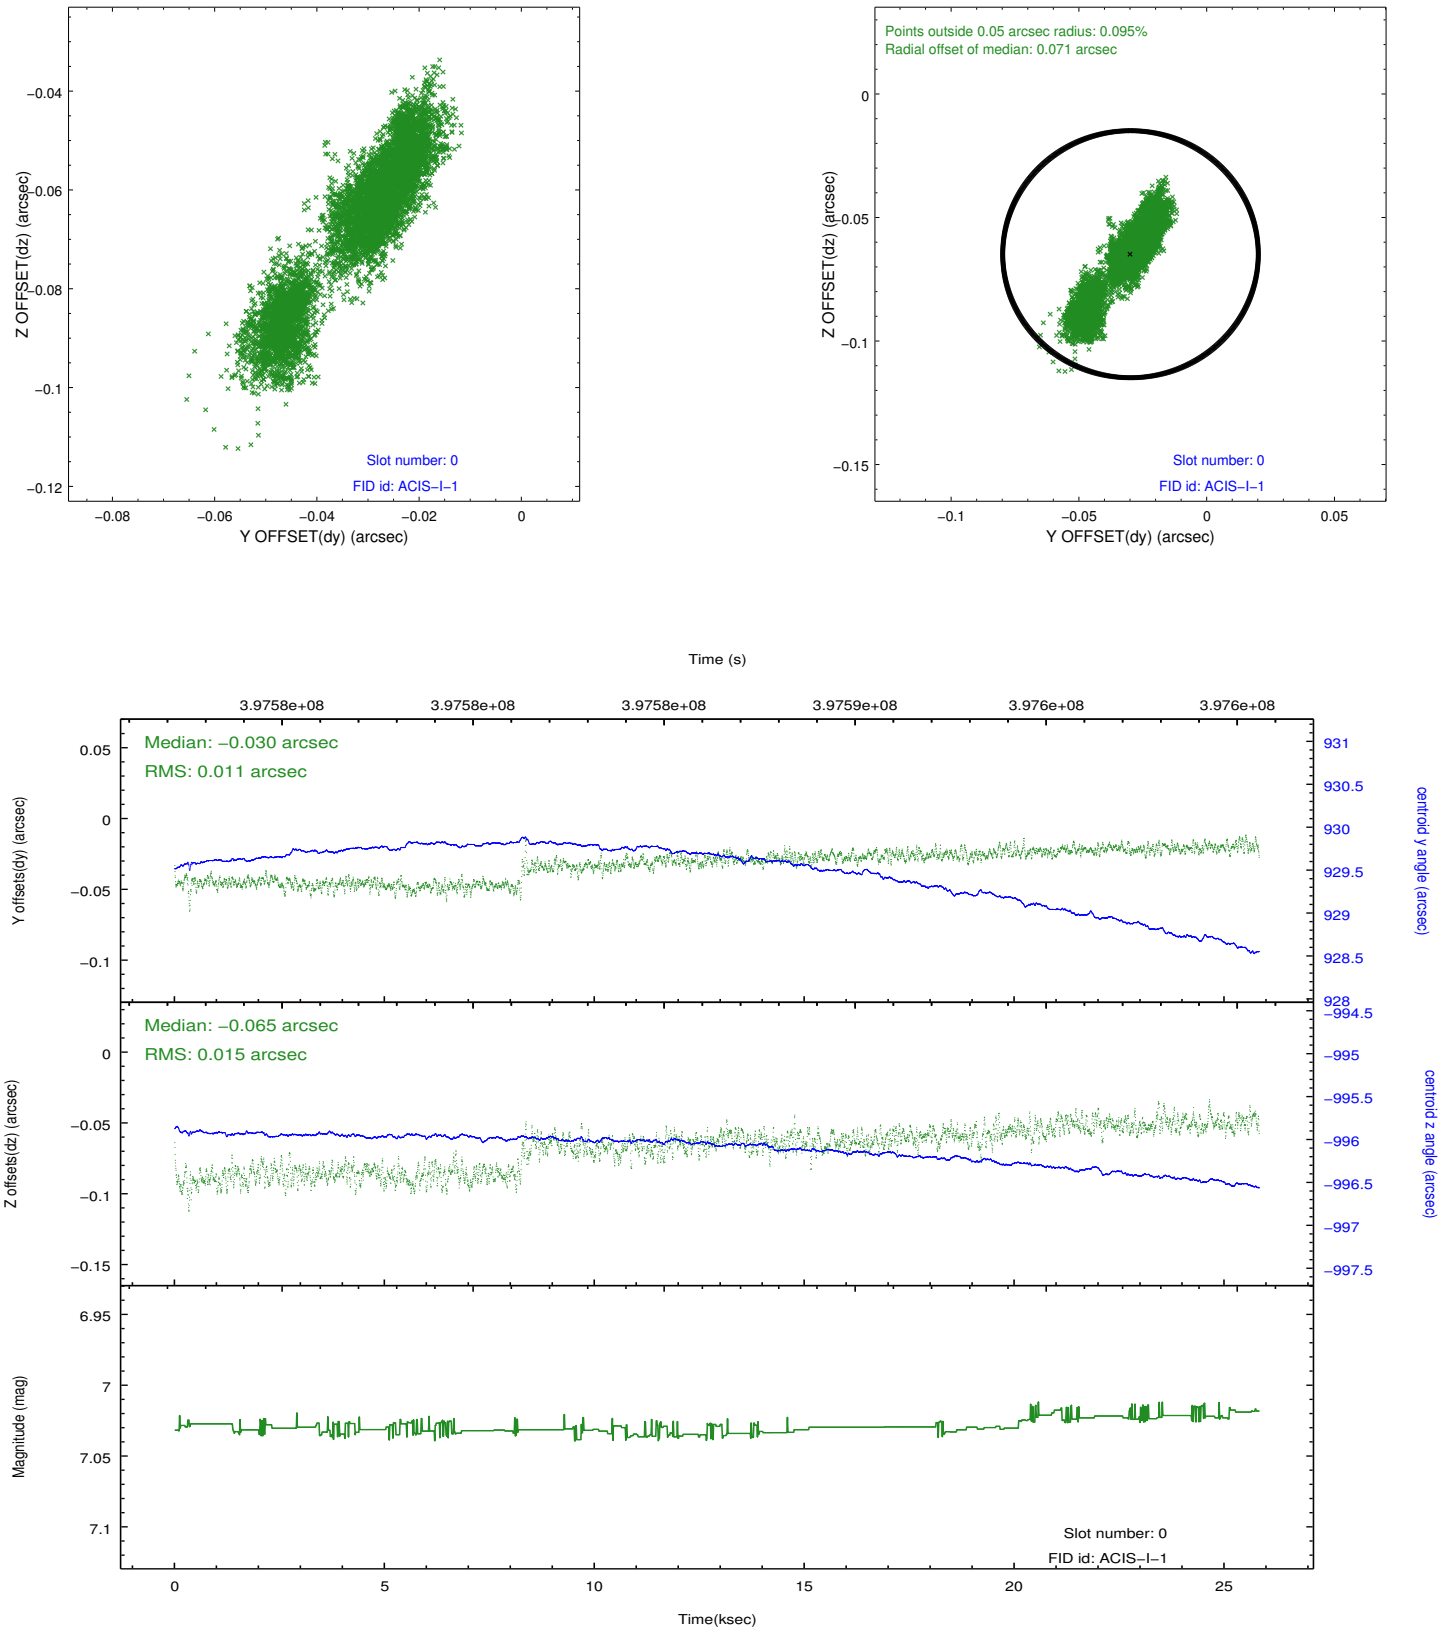 −0.04
−0.06
−0.08
−0.1
−0.12
Z OFFSET(dz) (arcsec)
Slot number: 0
FID id: ACIS−I−1
−0.08
−0.06
−0.04
−0.02
0
Y OFFSET(dy) (arcsec)
Points outside 0.05 arcsec radius: 0.095%
Radial offset of median: 0.071 arcsec
0
−0.05
−0.1
−0.15
Z OFFSET(dz) (arcsec)
Slot number: 0
FID id: ACIS−I−1
−0.1
−0.05
0
0.05
Y OFFSET(dy) (arcsec)
Time (s)
3.9758e+08
3.9758e+08
3.9758e+08
3.9759e+08
3.976e+08
3.976e+08
Median: −0.030 arcsec
RMS: 0.011 arcsec
0.05
0
−0.05
−0.1
Y offsets(dy) (arcsec)
931
930.5
930
929.5
929
928.5
928
centroid y angle (arcsec)
Median: −0.065 arcsec
RMS: 0.015 arcsec
0
−0.05
−0.1
−0.15
Z offsets(dz) (arcsec)
−994.5
−995
−995.5
−996
−996.5
−997
−997.5
centroid z angle (arcsec)
6.95
7
7.05
7.1
Magnitude (mag)
Slot number: 0
FID id: ACIS−I−1
0
5
10
15
20
25
Time(ksec)